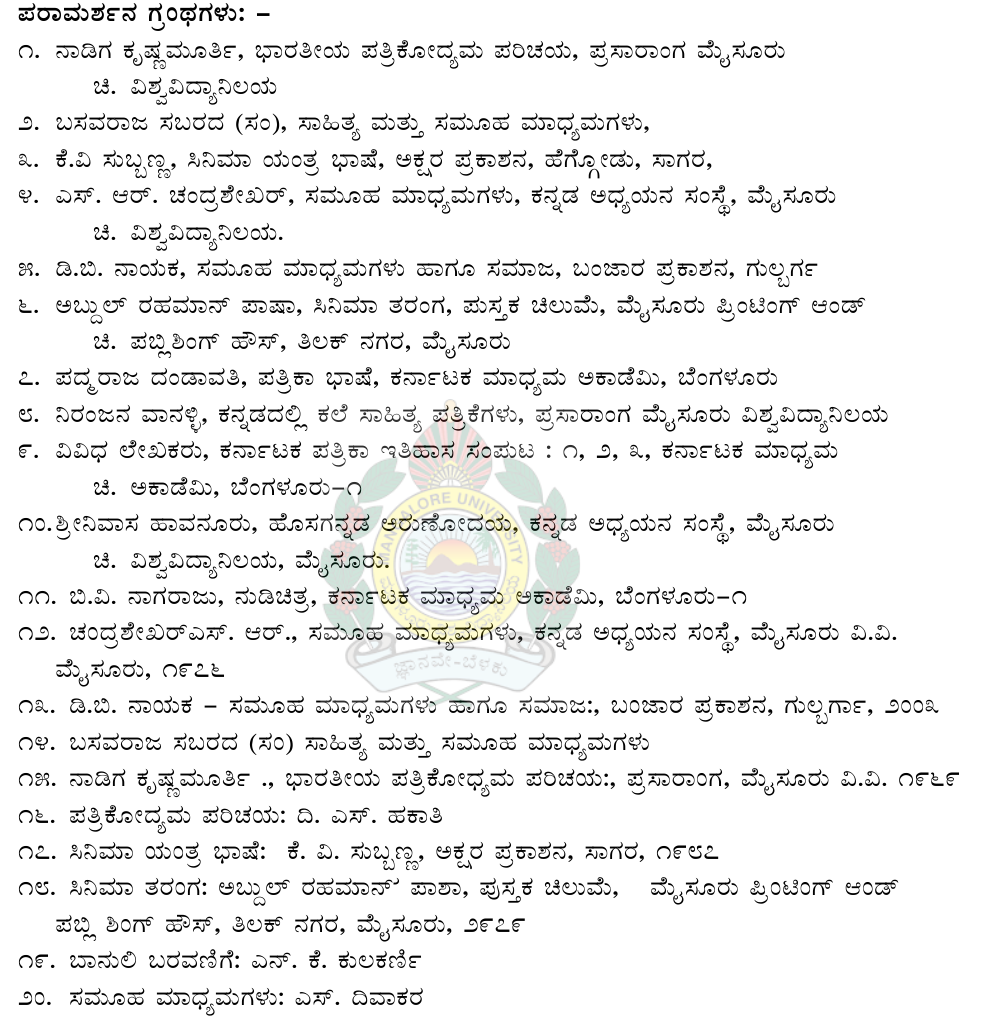 ಪರಾಮರ್ಶನ ಗ್ರಂಥಗಳು: –
೧. ನಾಡಿಗ ಕೃಷ್ಣಮೂರ್ತಿ, ಭಾರತೀಯ ಪತ್ರಿಕೋದ್ಯಮ ಪರಿಚಯ, ಪ್ರಸಾರಾಂಗ ಮೈಸೂರು
ಚಿ. ವಿಶ್ವವಿದ್ಯಾನಿಲಯ
೨. ಬಸವರಾಜ ಸಬರದ (ಸಂ), ಸಾಹಿತ್ಯ ಮತ್ತು ಸಮೂಹ ಮಾಧ್ಯಮಗಳು,
೩. ಕೆ.ವಿ ಸುಬ್ಬಣ್ಣ, ಸಿನಿಮಾ ಯಂತ್ರ ಭಾಷೆ, ಅಕ್ಷರ ಪ್ರಕಾಶನ, ಹೆಗ್ಗೋಡು, ಸಾಗರ,
೪. ಎಸ್. ಆರ್. ಚಂದ್ರಶೇಖರ್, ಸಮೂಹ ಮಾಧ್ಯಮಗಳು, ಕನ್ನಡ ಅಧ್ಯಯನ ಸಂಸ್ಥೆ, ಮೈಸೂರು
ಚಿ. ವಿಶ್ವವಿದ್ಯಾನಿಲಯ.
೫. ಡಿ.ಬಿ. ನಾಯಕ, ಸಮೂಹ ಮಾಧ್ಯಮಗಳು ಹಾಗೂ ಸಮಾಜ, ಬಂಜಾರ ಪ್ರಕಾಶನ, ಗುಲ್ಬರ್ಗ
೬. ಅಬ್ದುಲ್ ರಹಮಾನ್ ಪಾಷಾ, ಸಿನಿಮಾ ತರಂಗ, ಪುಸ್ತಕ ಚಿಲುಮೆ, ಮೈಸೂರು ಪ್ರಿಂಟಿಂಗ್ ಆಂಡ್
ಚಿ. ಪಬ್ಲಿಶಿಂಗ್ ಹೌಸ್, ತಿಲಕ್ ನಗರ, ಮೈಸೂರು
೭. ಪದ್ಮರಾಜ ದಂಡಾವತಿ, ಪತ್ರಿಕಾ ಭಾಷೆ, ಕರ್ನಾಟಕ ಮಾಧ್ಯಮ ಅಕಾಡೆಮಿ, ಬೆಂಗಳೂರು
೮. ನಿರಂಜನ ವಾನಳ್ಳಿ, ಕನ್ನಡದಲ್ಲಿ ಕಲೆ ಸಾಹಿತ್ಯ ಪತ್ರಿಕೆಗಳು, ಪ್ರಸಾರಾಂಗ ಮೈಸೂರು ವಿಶ್ವವಿದ್ಯಾನಿಲಯ
೯. ವಿವಿಧ ಲೇಖಕರು, ಕರ್ನಾಟಕ ಪತ್ರಿಕಾ ಇತಿಹಾಸ ಸಂಪುಟ : ೧, ೨, ೩, ಕರ್ನಾಟಕ ಮಾಧ್ಯಮ
ಚಿ. ಅಕಾಡೆಮಿ, ಬೆಂಗಳೂರು–೧
೧೦.ಶ್ರೀನಿವಾಸ ಹಾವನೂರು, ಹೊಸಗನ್ನಡ ಅರುಣೋದಯ, ಕನ್ನಡ ಅಧ್ಯಯನ ಸಂಸ್ಥೆ, ಮೈಸೂರು
ಚಿ. ವಿಶ್ವವಿದ್ಯಾನಿಲಯ, ಮೈಸೂರು.
೧೧. ಬಿ.ವಿ. ನಾಗರಾಜು, ನುಡಿಚಿತ್ರ, ಕರ್ನಾಟಕ ಮಾಧ್ಯಮ ಅಕಾಡೆಮಿ, ಬೆಂಗಳೂರು–೧
೧೨. ಚಂದ್ರಶೇಖರ್‌ಎಸ್. ಆರ್., ಸಮೂಹ ಮಾಧ್ಯಮಗಳು, ಕನ್ನಡ ಅಧ್ಯಯನ ಸಂಸ್ಥೆ, ಮೈಸೂರು ವಿ.ವಿ.
ಮೈಸೂರು, ೧೯೭೬
೧೩. ಡಿ.ಬಿ. ನಾಯಕ – ಸಮೂಹ ಮಾಧ್ಯಮಗಳು ಹಾಗೂ ಸಮಾಜ:, ಬಂಜಾರ ಪ್ರಕಾಶನ, ಗುಲ್ಬರ್ಗಾ, ೨೦೦೩
೧೪. ಬಸವರಾಜ ಸಬರದ (ಸಂ) ಸಾಹಿತ್ಯ ಮತ್ತು ಸಮೂಹ ಮಾಧ್ಯಮಗಳು
೧೫. ನಾಡಿಗ ಕೃಷ್ಣಮೂರ್ತಿ ., ಭಾರತೀಯ ಪತ್ರಿಕೋಧ್ಯಮ ಪರಿಚಯ:, ಪ್ರಸಾರಾಂಗ, ಮೈಸೂರು ವಿ.ವಿ. ೧೯೬೯
೧೬. ಪತ್ರಿಕೋದ್ಯಮ ಪರಿಚಯ: ದಿ. ಎಸ್. ಹಕಾತಿ
೧೭. ಸಿನಿಮಾ ಯಂತ್ರ ಭಾಷೆ: ಕೆ. ವಿ. ಸುಬ್ಬಣ್ಣ, ಅಕ್ಷರ ಪ್ರಕಾಶನ, ಸಾಗರ, ೧೯೮೭
೧೮. ಸಿನಿಮಾ ತರಂಗ: ಅಬ್ದುಲ್ ರಹಮಾನ್ ಪಾಶಾ, ಪುಸ್ತಕ ಚಿಲುಮೆ, ಮೈಸೂರು ಪ್ರಿಂಟಿಂಗ್ ಆಂಡ್
ಪಬ್ಲಿ ಶಿಂಗ್ ಹೌಸ್, ತಿಲಕ್ ನಗರ, ಮೈಸೂರು, ೨೯೭೯
೧೯. ಬಾನುಲಿ ಬರವಣಿಗೆ: ಎನ್. ಕೆ. ಕುಲಕರ್ಣಿ
೨೦. ಸಮೂಹ ಮಾಧ್ಯಮಗಳು: ಎಸ್. ದಿವಾಕರ
MANGALORE UNIVERSITY
ಜ್ಞಾನವೇ-ಬೆಳಕು